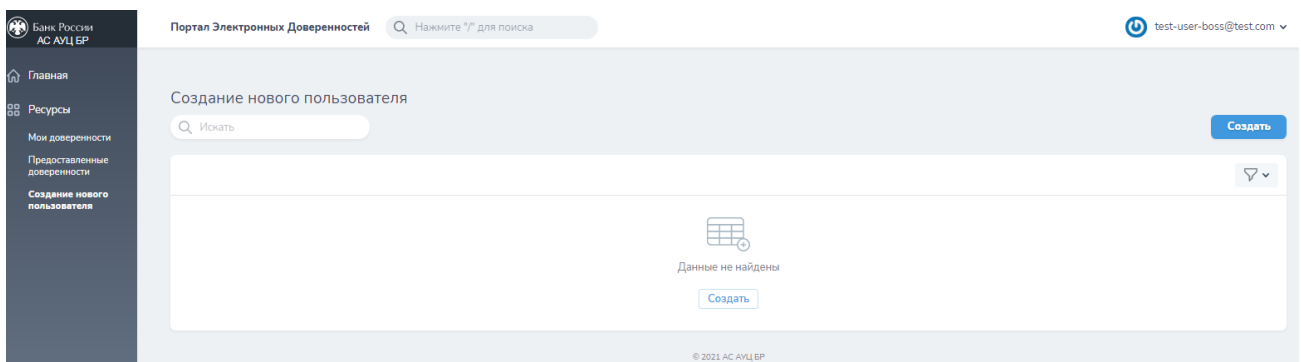 Банк России
АС АУЦ БР
Портал Электронных Доверенностей
Нажмите "/" для поиска
test-user-boss@test.com
Главная
Ресурсы
Мои доверенности
Предоставленные
доверенности
Создание нового
пользователя
Создание нового пользователя
Искать
Создать
Данные не найдены
Создать
© 2021 АС АУЦ БР